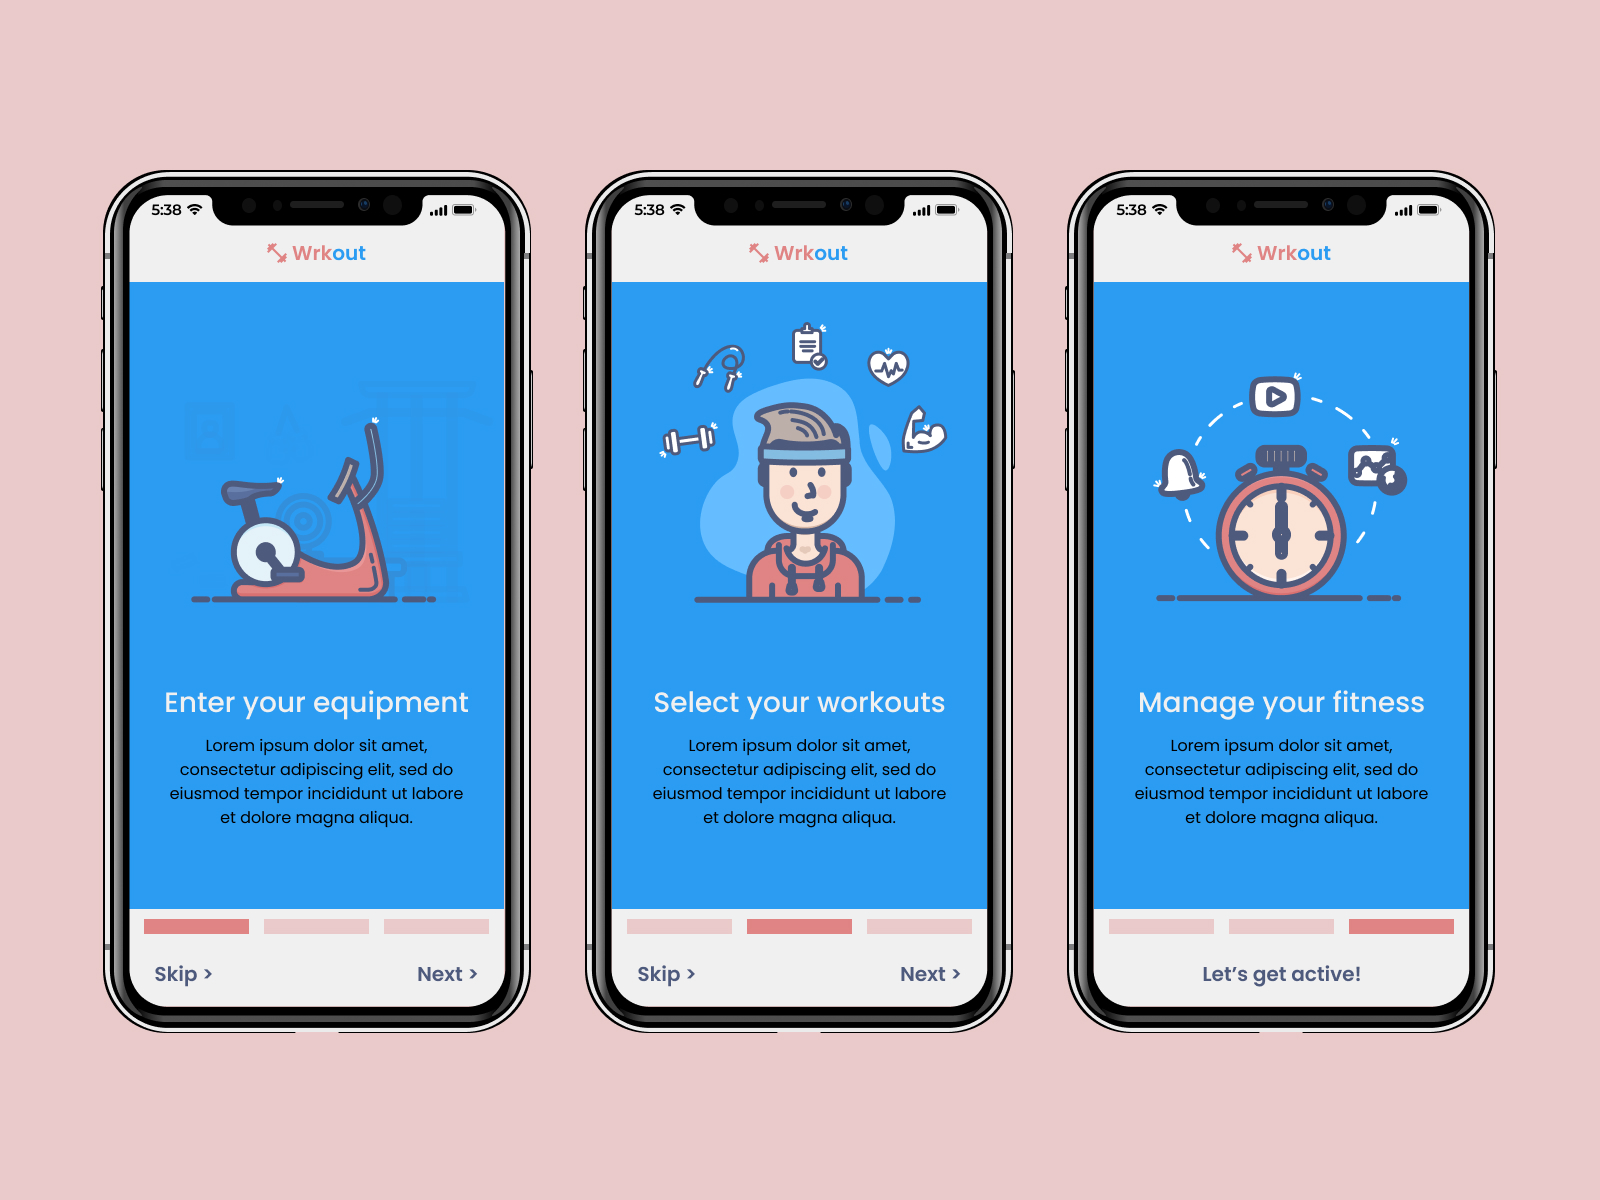 5:38
Wrkout
Enter your equipment
Lorem ipsum dolor sit amet,
consectetur adipiscing elit, sed do
eiusmod tempor incididunt ut labore
et dolore magna aliqua.
Skip >
Next >
5:38
Wrkout
Select your workouts
Lorem ipsum dolor sit amet,
consectetur adipiscing elit, sed do
eiusmod tempor incididunt ut labore
et dolore magna aliqua.
Skip >
Next >
5:38
Wrkout
Manage your fitness
Lorem ipsum dolor sit amet,
consectetur adipiscing elit, sed do
eiusmod tempor incididunt ut labore
et dolore magna aliqua.
Let’s get active!